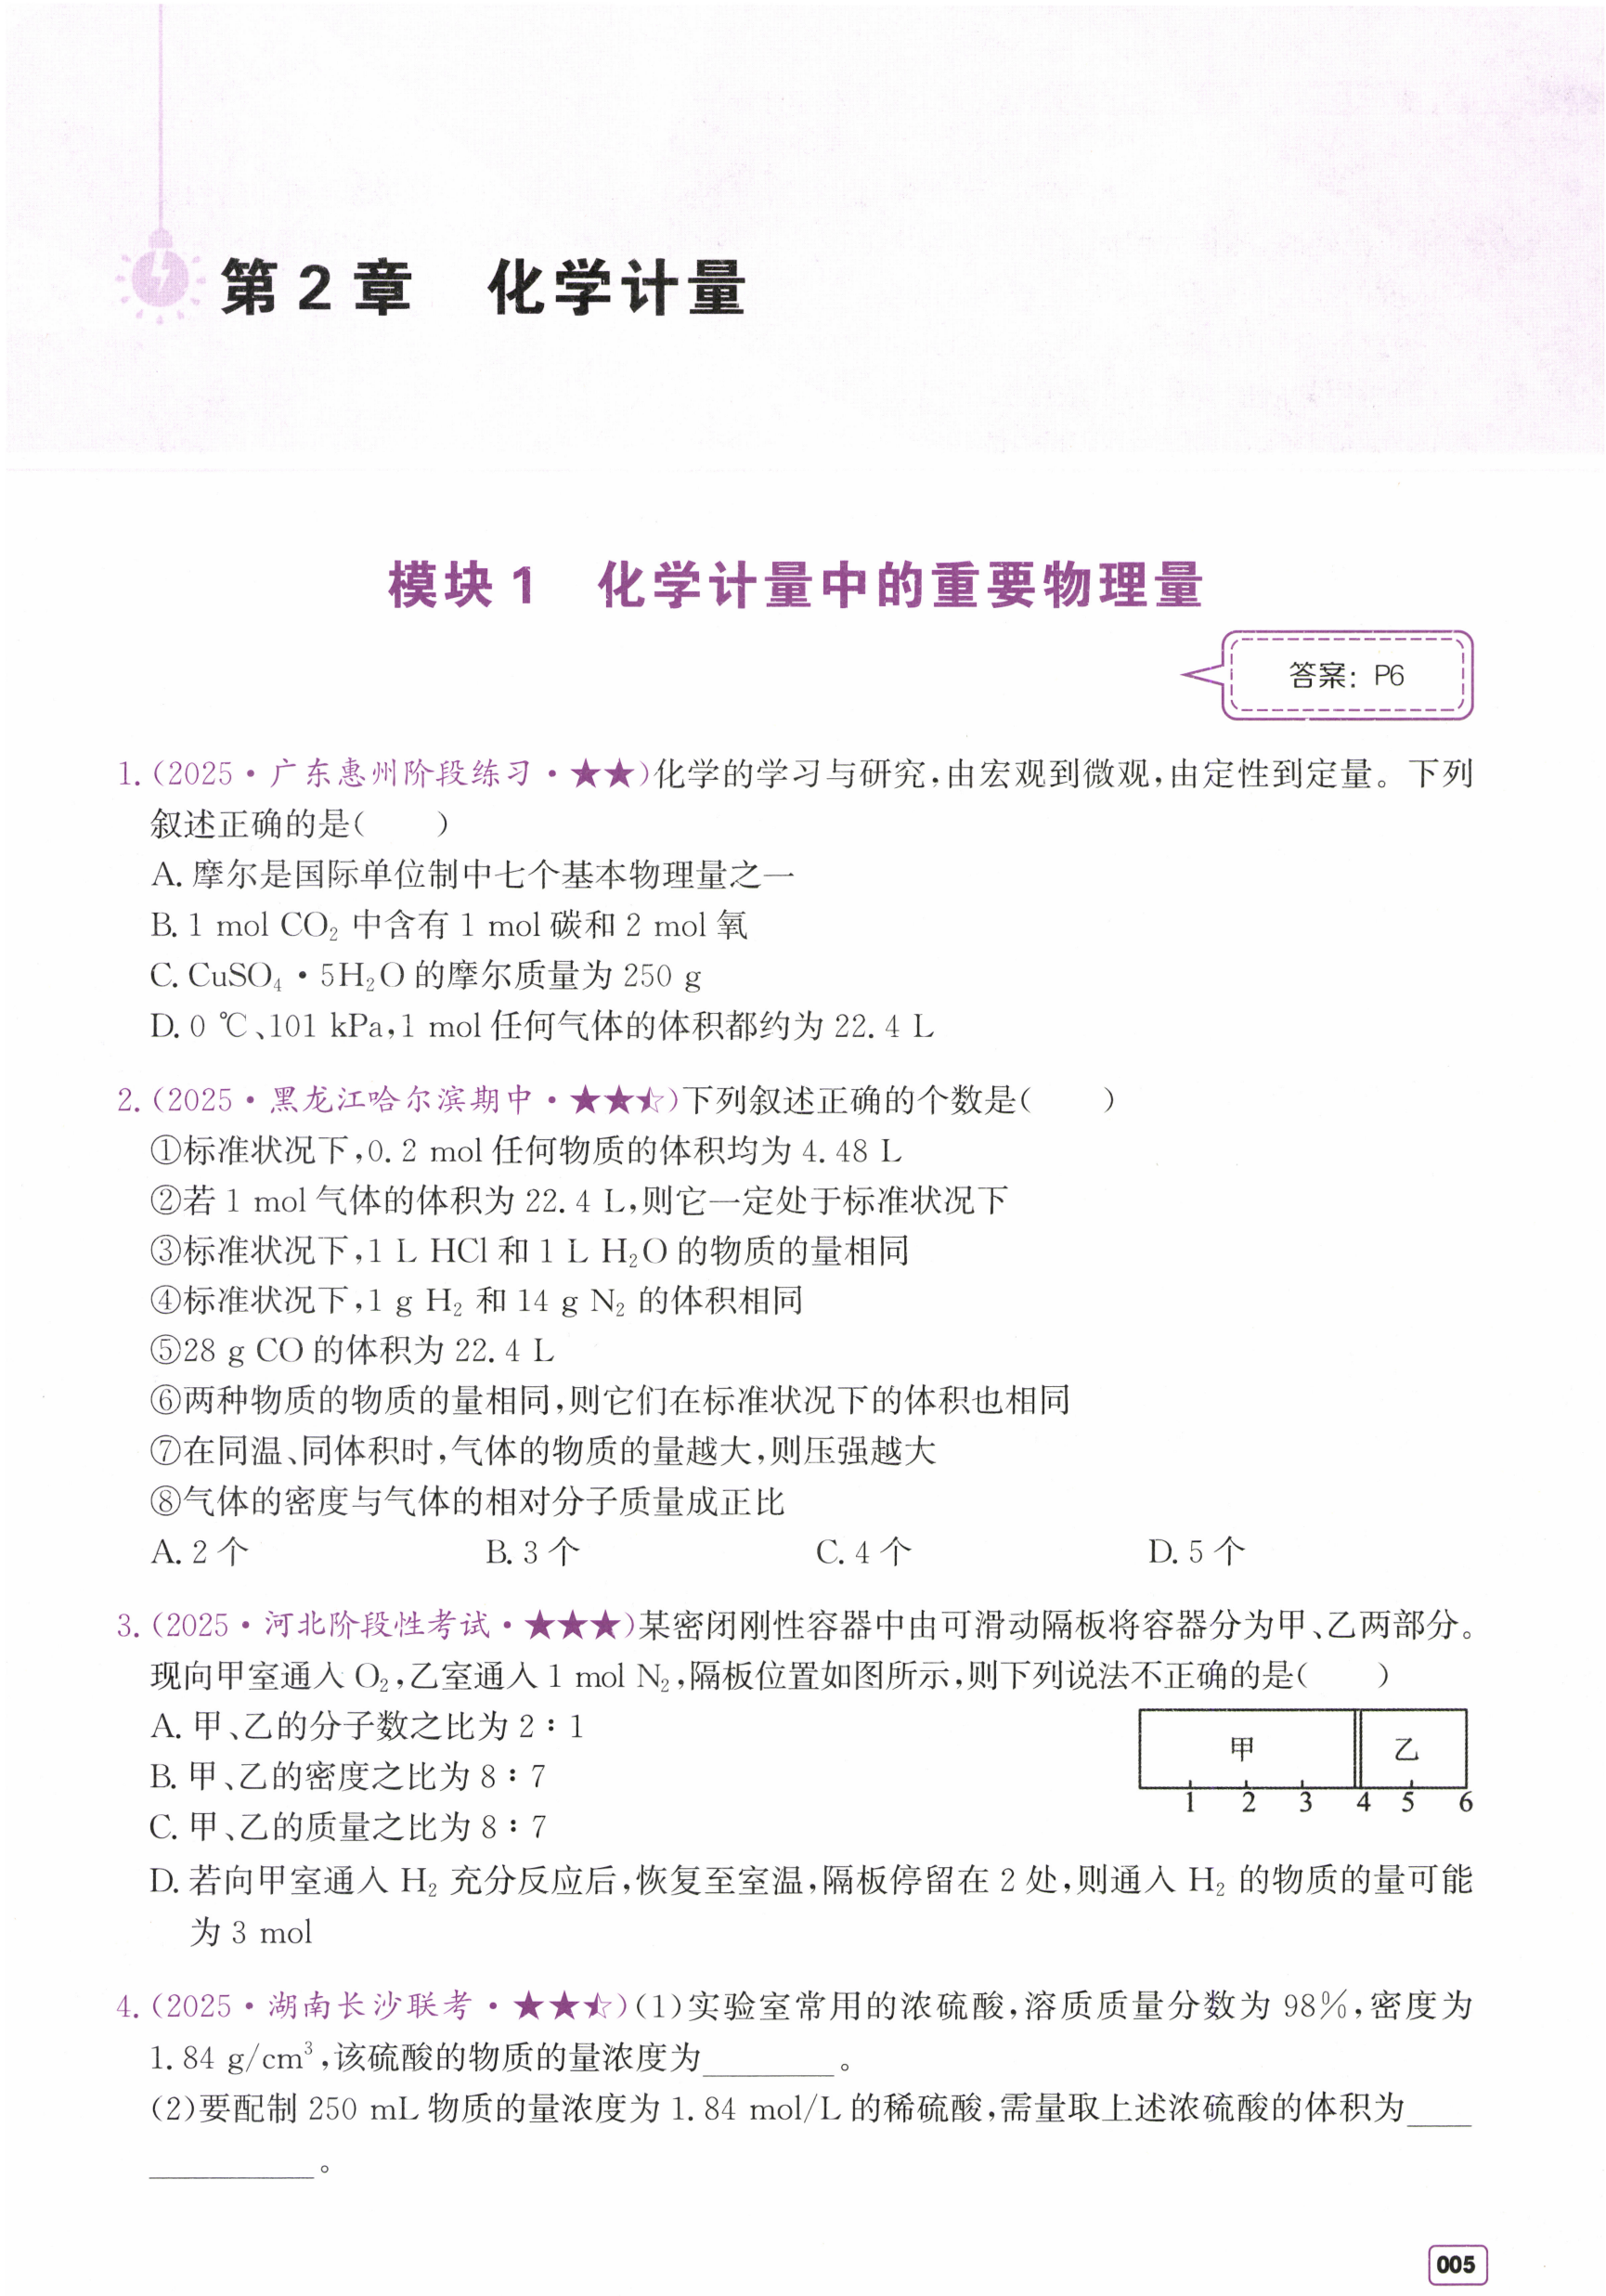 第2章 化学计量
模块1 化学计量中的重要物理量
答案：P6
1.(2025·广东惠州阶段练习·★★)化学的学习与研究,由宏观到微观,由定性到定量。下列
叙述正确的是(  )
A. 摩尔是国际单位制中七个基本物理量之一
B. 1 mol CO₂ 中含有 1 mol 碳和 2 mol 氧
C. CuSO₄·5H₂O 的摩尔质量为 250 g
D. 0 ℃、101 kPa,1 mol 任何气体的体积都约为 22.4 L
2.(2025·黑龙江哈尔滨期中·★★⯪)下列叙述正确的个数是(  )
①标准状况下,0.2 mol 任何物质的体积均为 4.48 L
②若 1 mol 气体的体积为 22.4 L,则它一定处于标准状况下
③标准状况下,1 L HCl 和 1 L H₂O 的物质的量相同
④标准状况下,1 g H₂ 和 14 g N₂ 的体积相同
⑤28 g CO 的体积为 22.4 L
⑥两种物质的物质的量相同,则它们在标准状况下的体积也相同
⑦在同温、同体积时,气体的物质的量越大,则压强越大
⑧气体的密度与气体的相对分子质量成正比
A. 2 个 B. 3 个 C. 4 个 D. 5 个
3.(2025·河北阶段性考试·★★★)某密闭刚性容器中由可滑动隔板将容器分为甲、乙两部分。
现向甲室通入 O₂,乙室通入 1 mol N₂,隔板位置如图所示,则下列说法不正确的是(  )
A. 甲、乙的分子数之比为 2∶1
B. 甲、乙的密度之比为 8∶7
C. 甲、乙的质量之比为 8∶7
甲 乙
1 2 3 4 5 6
D. 若向甲室通入 H₂ 充分反应后,恢复至室温,隔板停留在 2 处,则通入 H₂ 的物质的量可能
为 3 mol
4.(2025·湖南长沙联考·★★⯪)(1)实验室常用的浓硫酸,溶质质量分数为 98%,密度为
1.84 g/cm³,该硫酸的物质的量浓度为________。
(2)要配制 250 mL 物质的量浓度为 1.84 mol/L 的稀硫酸,需量取上述浓硫酸的体积为____
__________。
005